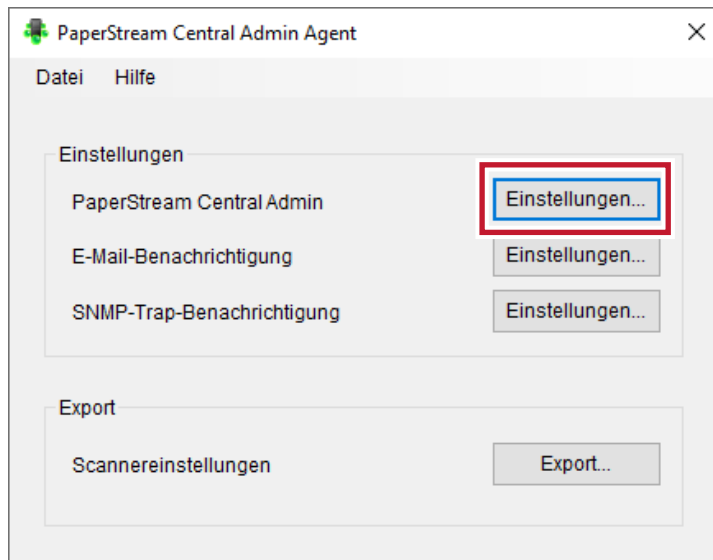 PaperStream Central Admin Agent
Datei Hilfe
Einstellungen
PaperStream Central Admin Einstellungen...
E-Mail-Benachrichtigung Einstellungen...
SNMP-Trap-Benachrichtigung Einstellungen...
Export
Scannereinstellungen Export...